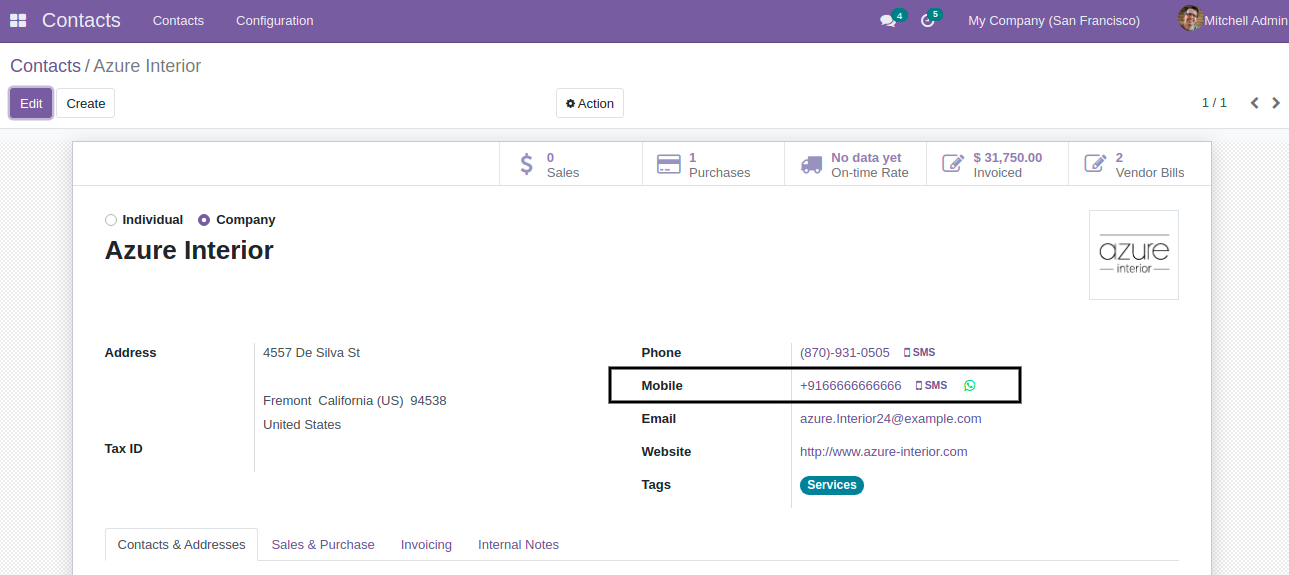 Contacts Contacts Configuration 4 5 My Company (San Francisco) Mitchell Admin
Contacts / Azure Interior
Edit Create Action 1 / 1
0 Sales
1 Purchases
No data yet On-time Rate
$ 31,750.00 Invoiced
2 Vendor Bills
Individual Company
Azure Interior
azure
interior
Address 4557 De Silva St
Fremont California (US) 94538
United States
Tax ID
Phone (870)-931-0505 SMS
Mobile +9166666666666 SMS
Email azure.Interior24@example.com
Website http://www.azure-interior.com
Tags Services
Contacts & Addresses Sales & Purchase Invoicing Internal Notes